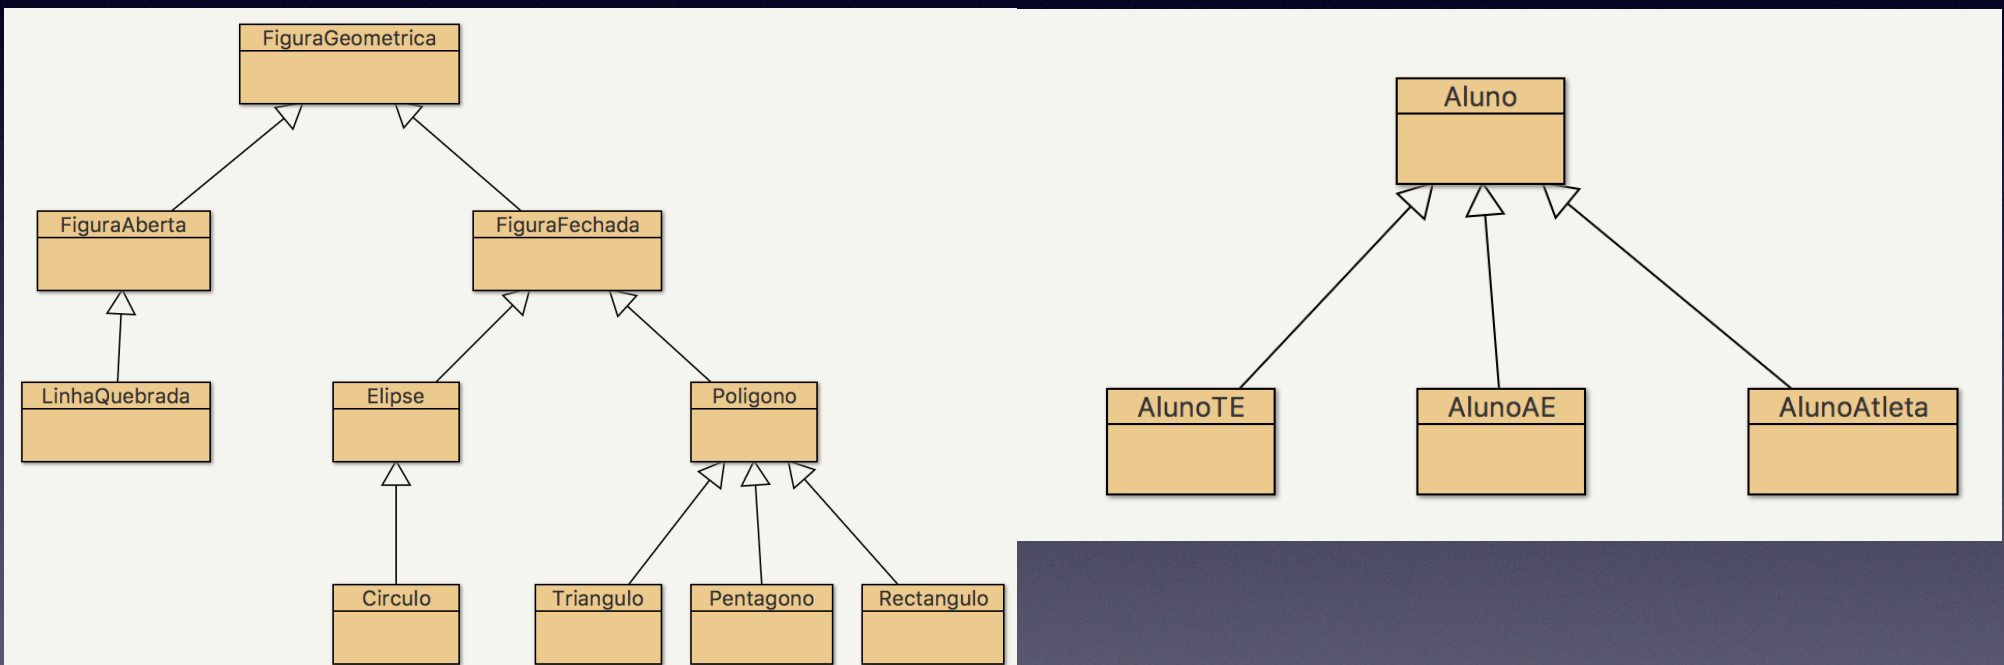 FiguraGeometrica
FiguraAberta
FiguraFechada
LinhaQuebrada
Elipse
Poligono
Circulo
Triangulo
Pentagono
Rectangulo
Aluno
AlunoTE
AlunoAE
AlunoAtleta